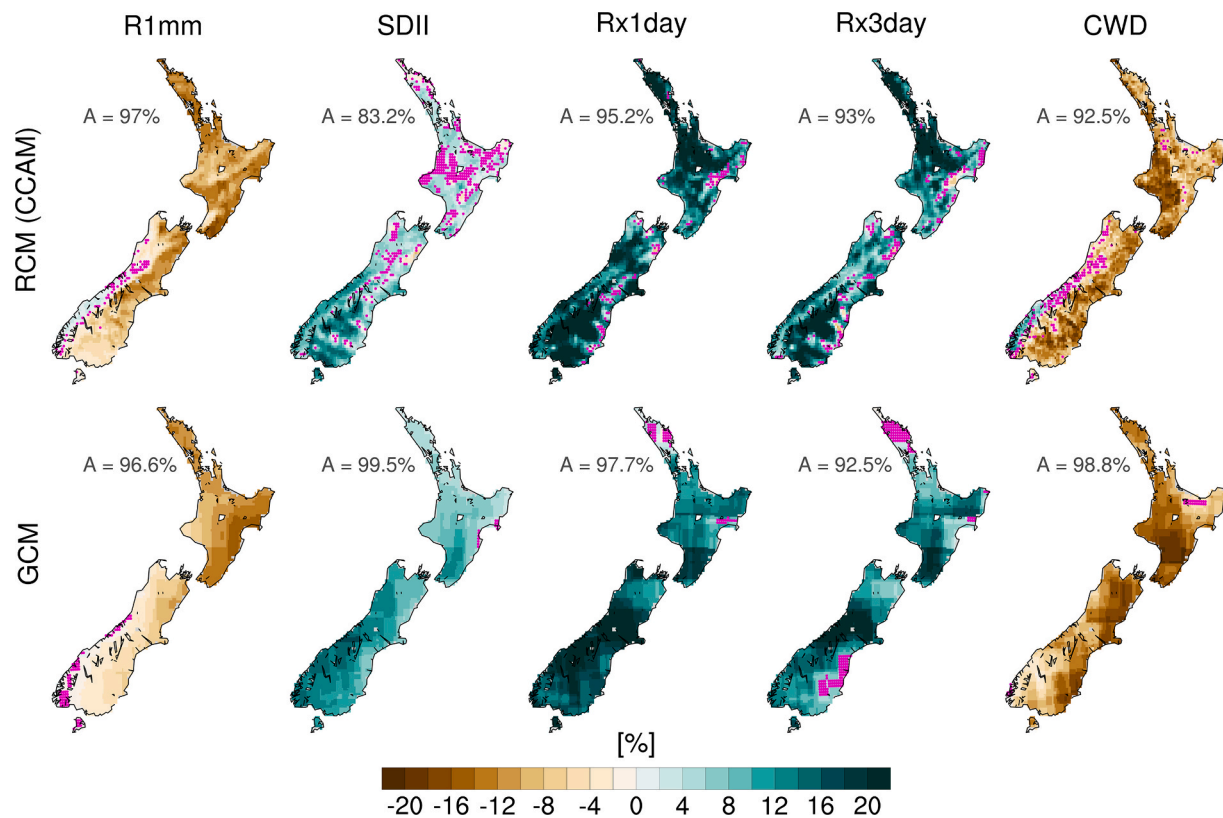 R1mm SDII Rx1day Rx3day CWD
RCM (CCAM)
A = 97% A = 83.2% A = 95.2% A = 93% A = 92.5%
GCM
A = 96.6% A = 99.5% A = 97.7% A = 92.5% A = 98.8%
[%]
-20 -16 -12 -8 -4 0 4 8 12 16 20